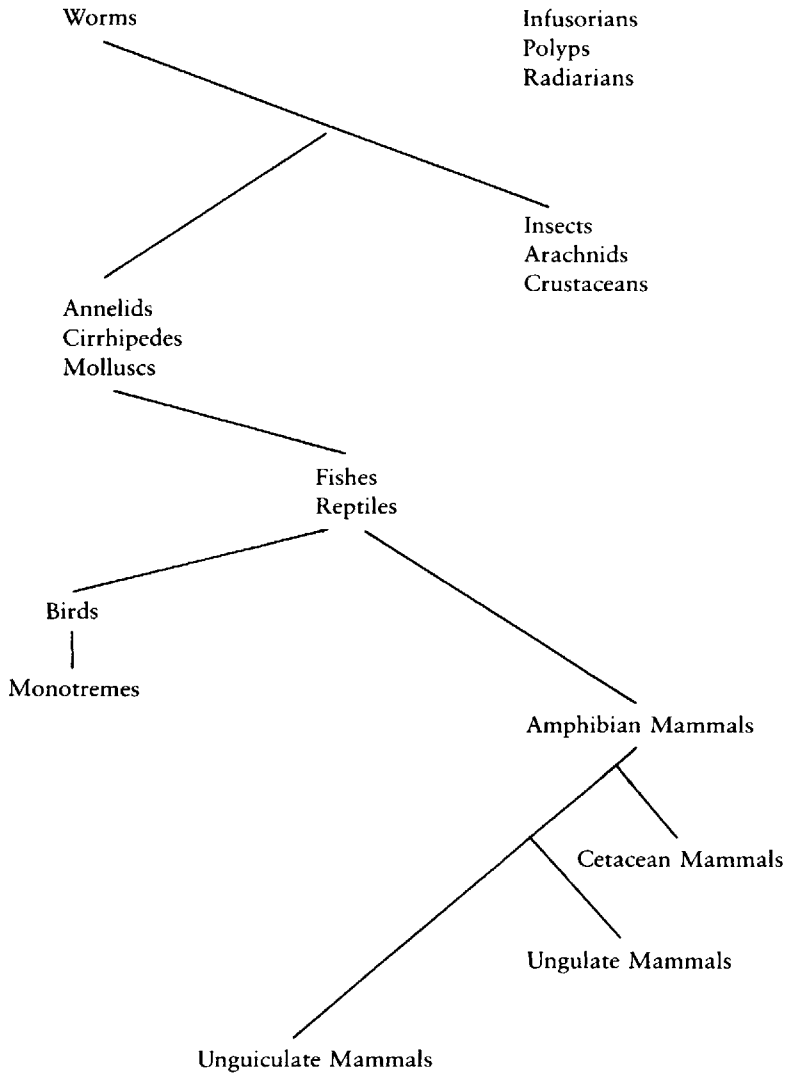 Worms
Infusorians
Polyps
Radiarians
Insects
Arachnids
Crustaceans
Annelids
Cirrhipedes
Molluscs
Fishes
Reptiles
Birds
Monotremes
Amphibian Mammals
Cetacean Mammals
Ungulate Mammals
Unguiculate Mammals